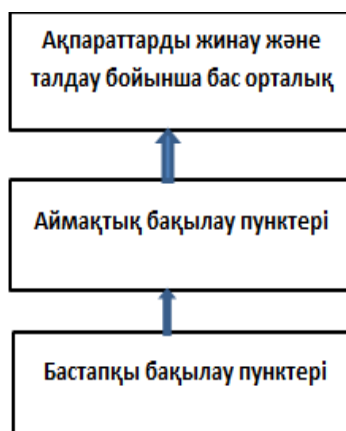 Ақпараттарды жинау және
талдау бойынша бас орталық
Аймақтық бақылау пунктері
Бастапқы бақылау пунктері